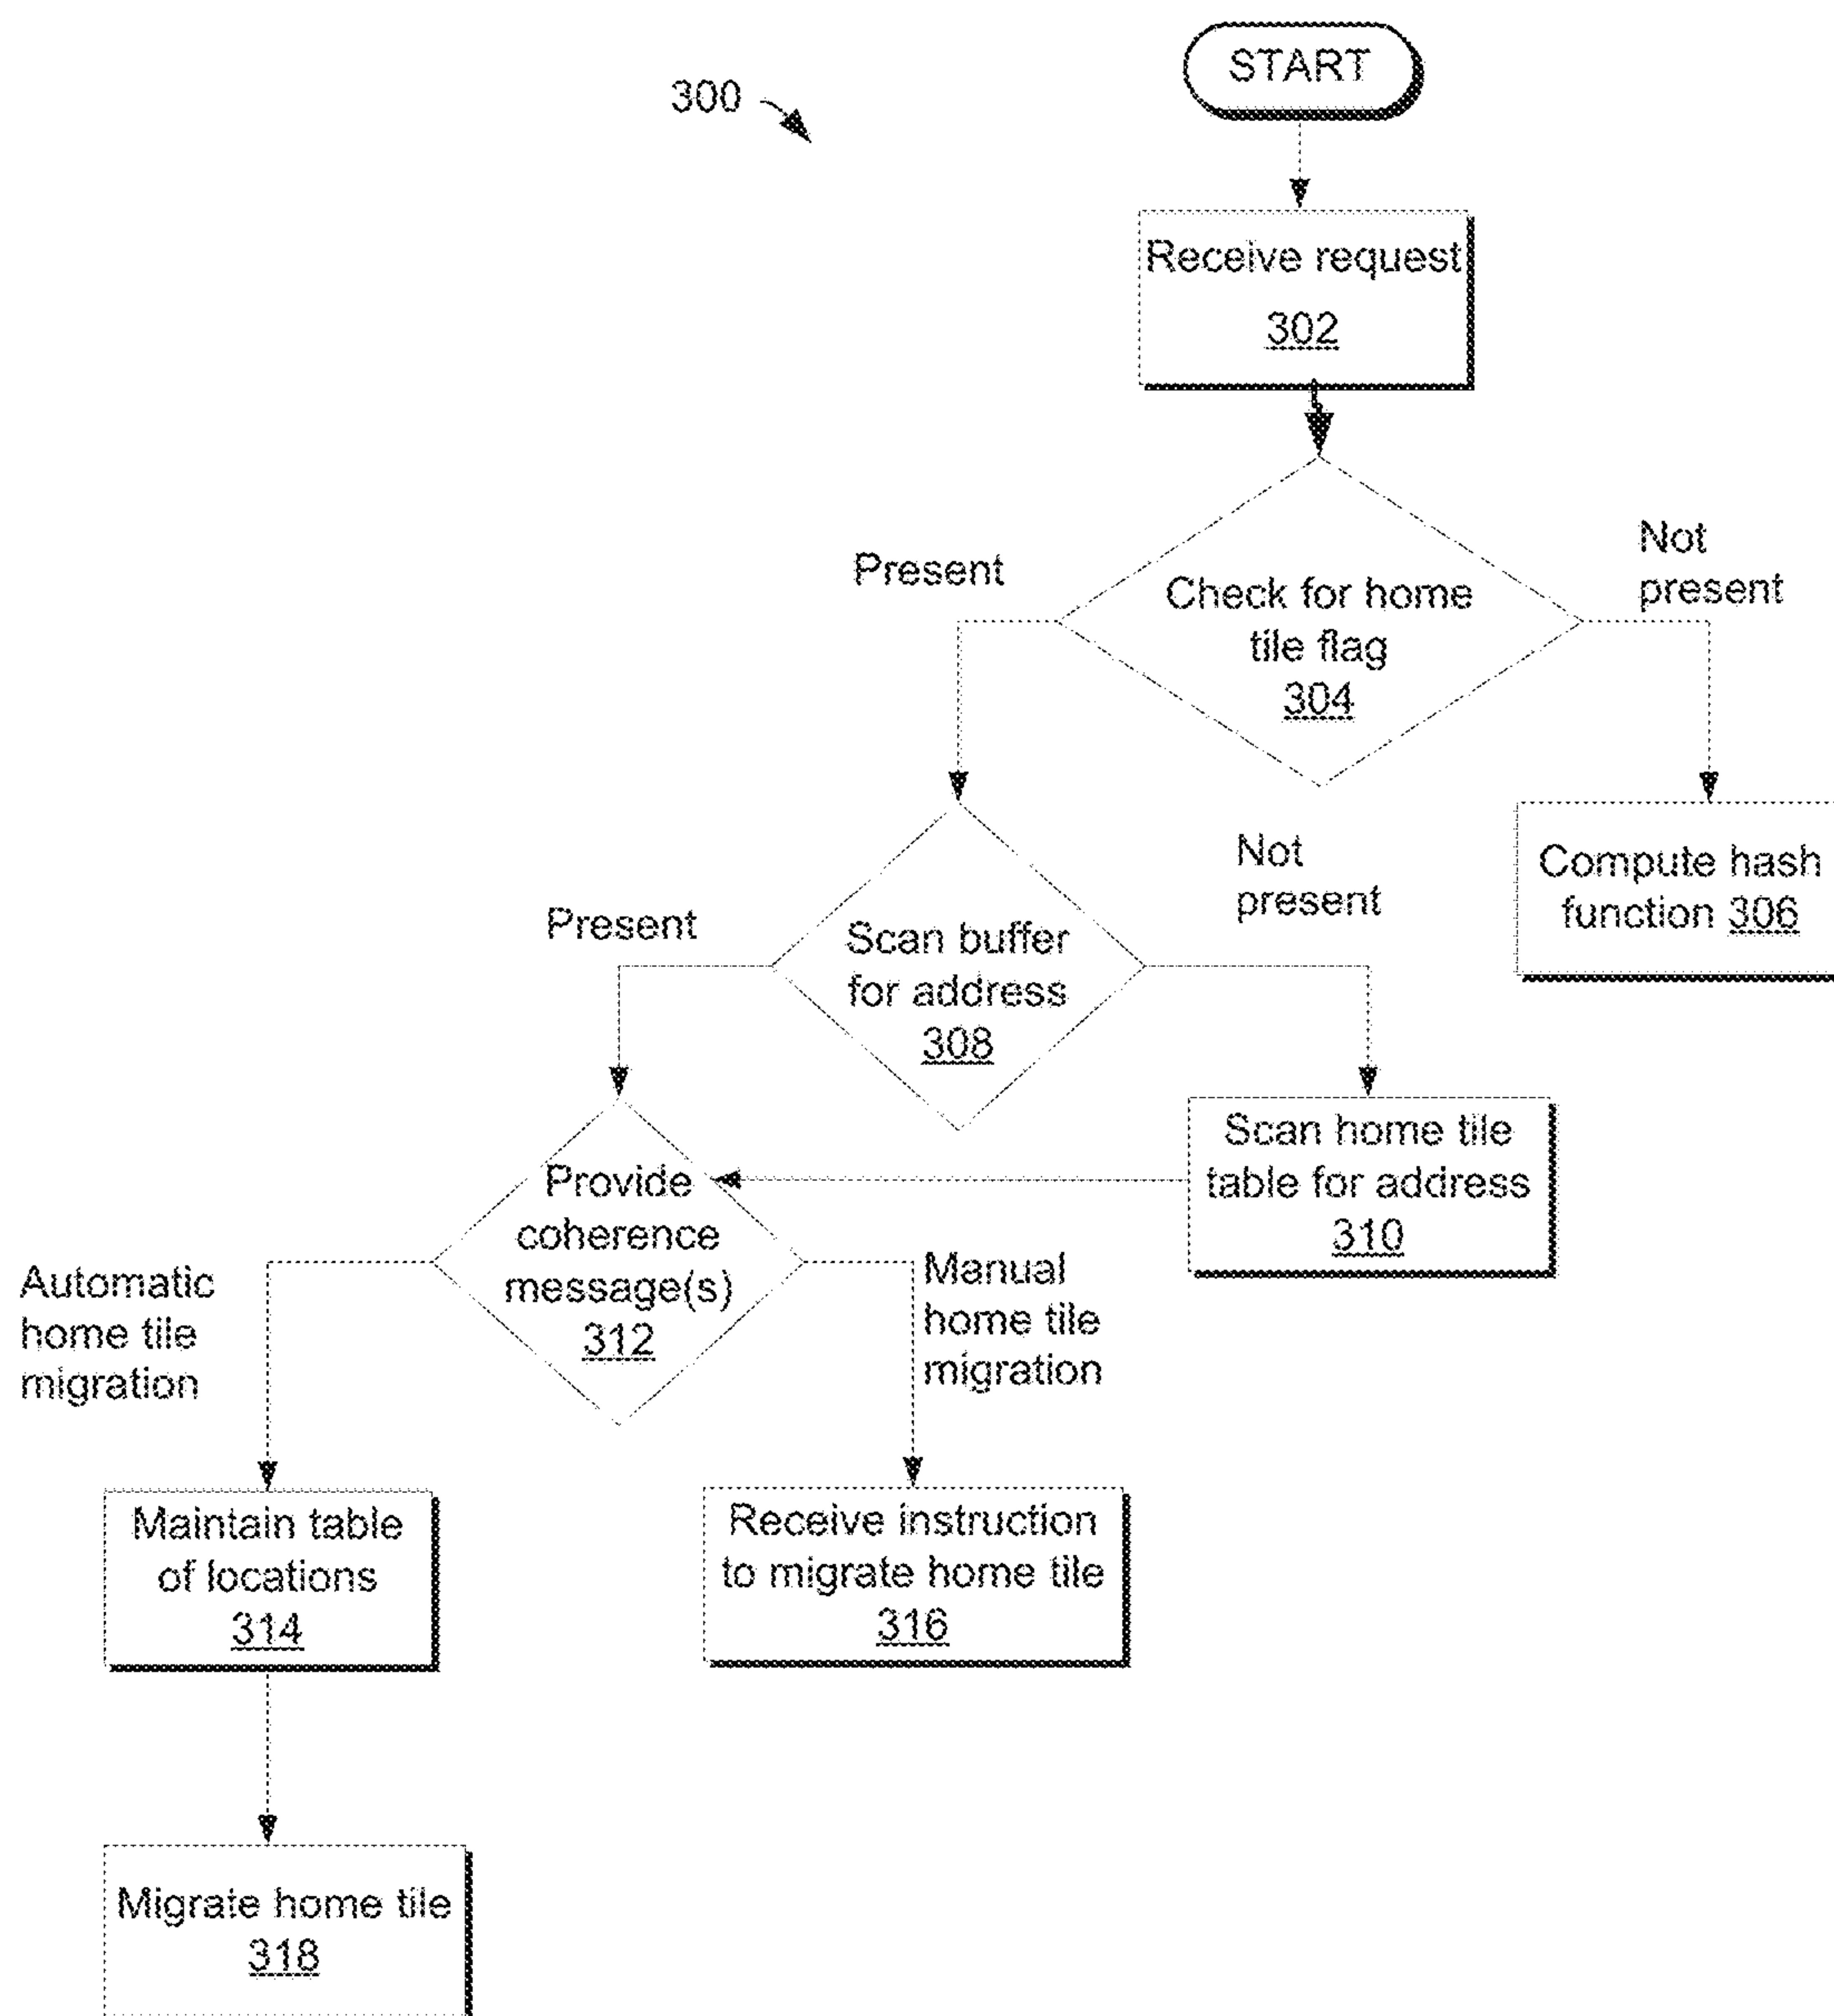 START
300
Receive request
302
Check for home
tile flag
304
Present
Not
present
Compute hash
function 306
Scan buffer
for address
308
Present
Not
present
Scan home tile
table for address
310
Provide
coherence
message(s)
312
Automatic
home tile
migration
Manual
home tile
migration
Maintain table
of locations
314
Receive instruction
to migrate home tile
316
Migrate home tile
318